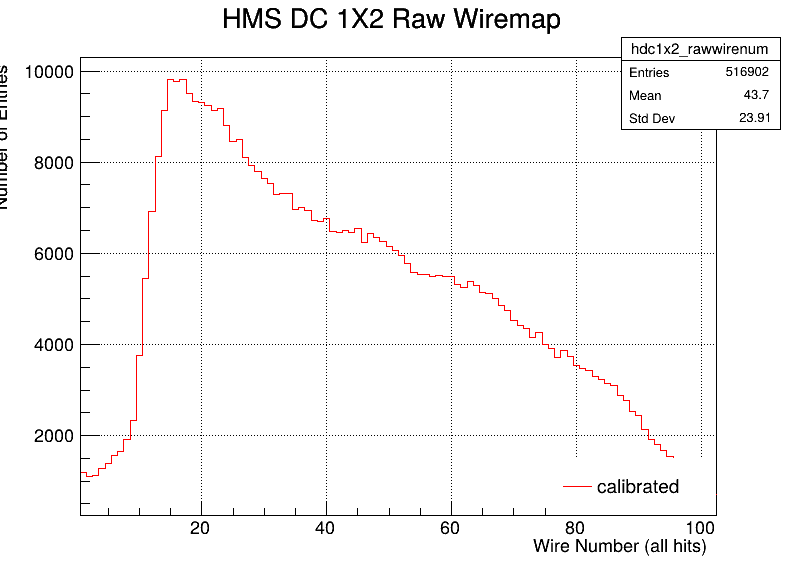 HMS DC 1X2 Raw Wiremap
hdc1x2_rawwirenum
Entries 516902
Mean 43.7
Std Dev 23.91
Number of Entries
10000
8000
6000
4000
2000
calibrated
20 40 60 80 100
Wire Number (all hits)